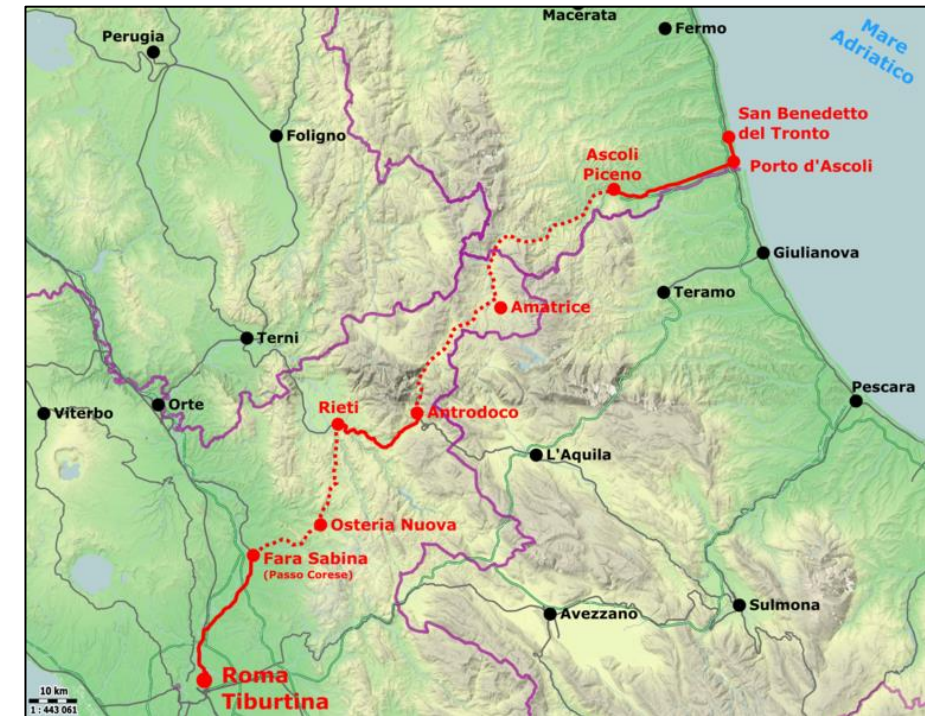 Macerata
Fermo
Mare
Adriatico
Perugia
San Benedetto
del Tronto
Foligno
Ascoli
Piceno
Porto d'Ascoli
Giulianova
Teramo
Amatrice
Terni
Pescara
Orte
Viterbo
Rieti
Antrodoco
L'Aquila
Osteria Nuova
Fara Sabina
(Passo Corese)
Avezzano
Sulmona
Roma
Tiburtina
10 km
1 : 443 061